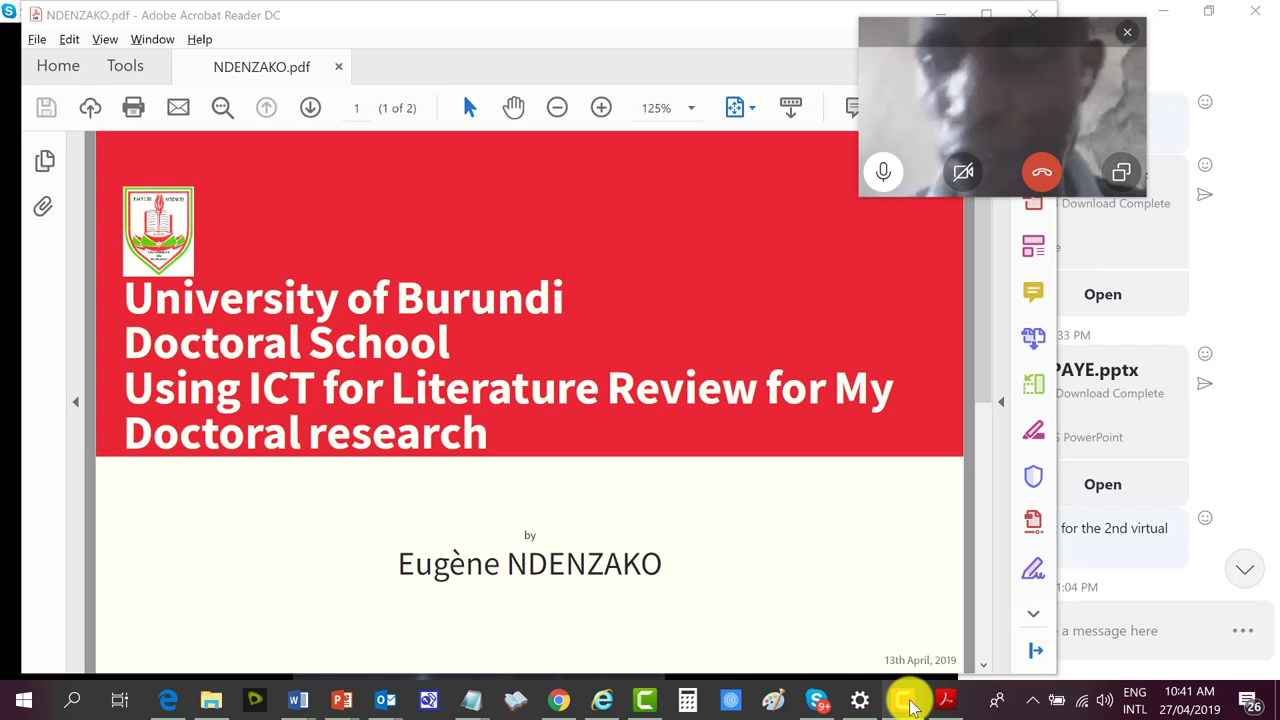 NDENZAKO.pdf - Adobe Acrobat Reader DC
File Edit View Window Help
Home Tools NDENZAKO.pdf
1 (1 of 2) 125%
FACULTE SCIENCES
University of Burundi
Doctoral School
Using ICT for Literature Review for My
Doctoral research
by
Eugène NDENZAKO
13th April, 2019
Download Complete
Open
33 PM
PAYE.pptx
Download Complete
S PowerPoint
Open
for the 2nd virtual
1:04 PM
a message here
9+
ENG
INTL
10:41 AM
27/04/2019
26